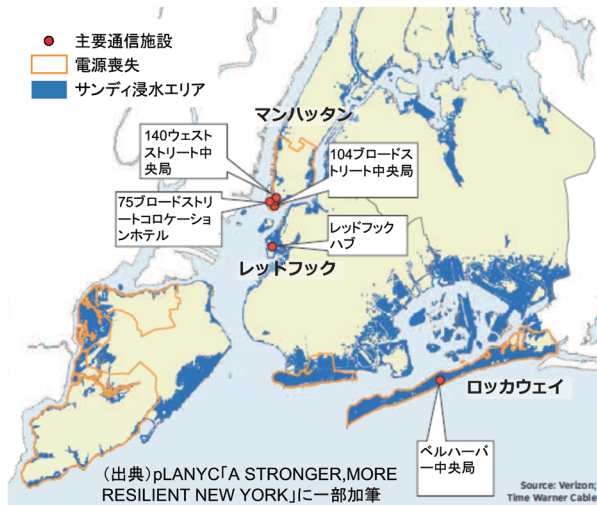 主要通信施設
電源喪失
サンディ浸水エリア
マンハッタン
140ウェスト
ストリート中
央局
104ブロードス
トリート中央局
75ブロードストリ
ートコロケーション
ホテル
レッドフック
ハブ
レッドフック
ロッカウェイ
ベルハーバ
ー中央局
（出典）pLANYC「A STRONGER,MORE
RESILIENT NEW YORK」に一部加筆
Source: Verizon;
Time Warner Cable